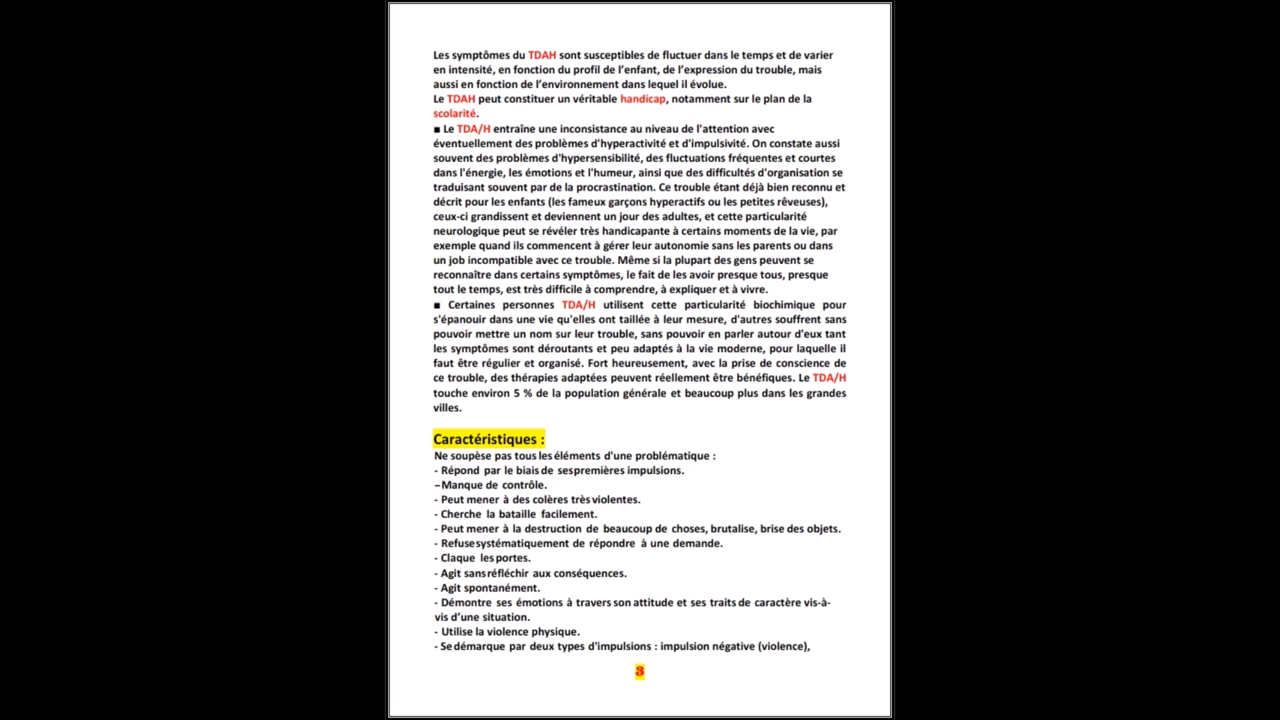 Les symptômes du TDAH sont susceptibles de fluctuer dans le temps et de varier
en intensité, en fonction du profil de l’enfant, de l’expression du trouble, mais
aussi en fonction de l’environnement dans lequel il évolue.
Le TDAH peut constituer un véritable handicap, notamment sur le plan de la
scolarité.
■ Le TDA/H entraîne une inconsistance au niveau de l'attention avec
éventuellement des problèmes d'hyperactivité et d'impulsivité. On constate aussi
souvent des problèmes d'hypersensibilité, des fluctuations fréquentes et courtes
dans l'énergie, les émotions et l'humeur, ainsi que des difficultés d'organisation se
traduisant souvent par de la procrastination. Ce trouble étant déjà bien reconnu et
décrit pour les enfants (les fameux garçons hyperactifs ou les petites rêveuses),
ceux-ci grandissent et deviennent un jour des adultes, et cette particularité
neurologique peut se révéler très handicapante à certains moments de la vie, par
exemple quand ils commencent à gérer leur autonomie sans les parents ou dans
un job incompatible avec ce trouble. Même si la plupart des gens peuvent se
reconnaître dans certains symptômes, le fait de les avoir presque tous, presque
tout le temps, est très difficile à comprendre, à expliquer et à vivre.
■ Certaines personnes TDA/H utilisent cette particularité biochimique pour
s'épanouir dans une vie qu'elles ont taillée à leur mesure, d'autres souffrent sans
pouvoir mettre un nom sur leur trouble, sans pouvoir en parler autour d'eux tant
les symptômes sont déroutants et peu adaptés à la vie moderne, pour laquelle il
faut être régulier et organisé. Fort heureusement, avec la prise de conscience de
ce trouble, des thérapies adaptées peuvent réellement être bénéfiques. Le TDA/H
touche environ 5 % de la population générale et beaucoup plus dans les grandes
villes.
Caractéristiques :
Ne soupèse pas tous les éléments d'une problématique :
- Répond par le biais de ses premières impulsions.
–Manque de contrôle.
- Peut mener à des colères très violentes.
- Cherche la bataille facilement.
- Peut mener à la destruction de beaucoup de choses, brutalise, brise des objets.
- Refuse systématiquement de répondre à une demande.
- Claque les portes.
- Agit sans réfléchir aux conséquences.
- Agit spontanément.
- Démontre ses émotions à travers son attitude et ses traits de caractère vis-à-
vis d’une situation.
- Utilise la violence physique.
- Se démarque par deux types d'impulsions : impulsion négative (violence),
3